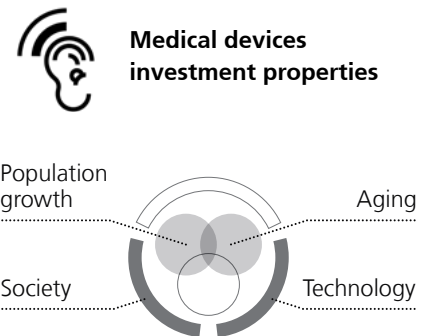 Medical devices
investment properties
Population
growth
Aging
Society
Technology